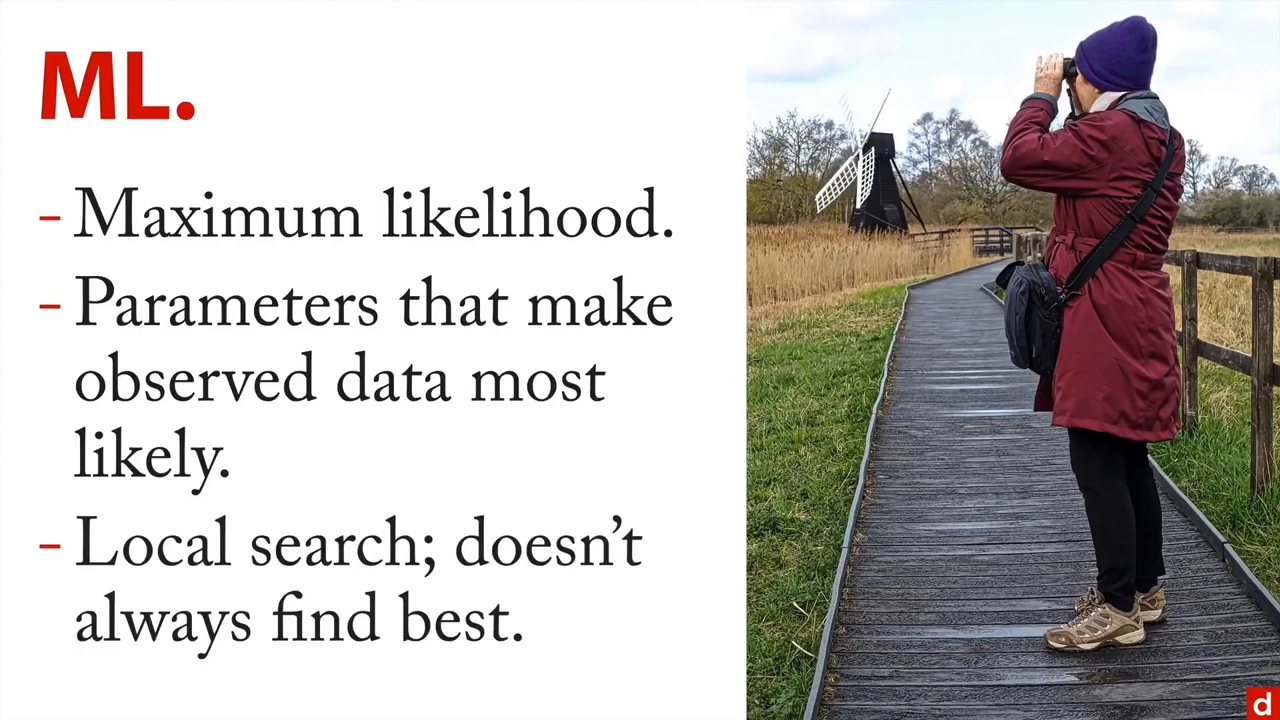 ML.
- Maximum likelihood.
- Parameters that make
observed data most
likely.
- Local search; doesn’t
always find best.
d